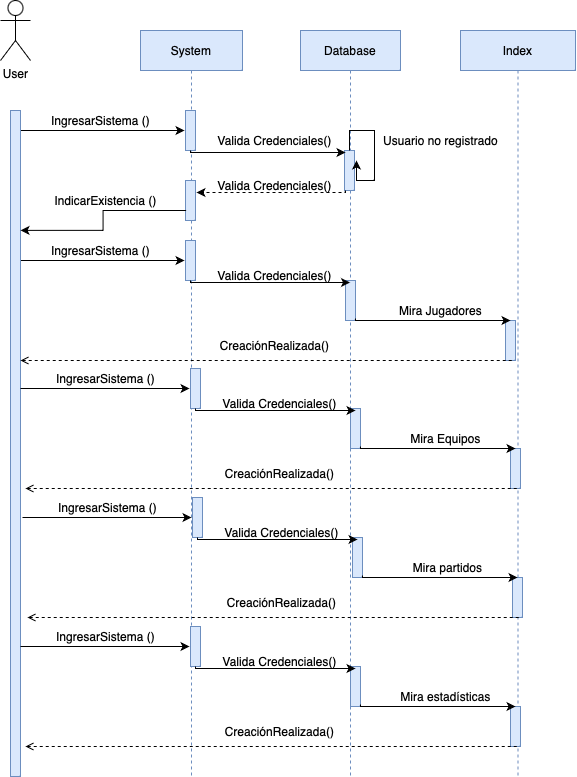 User
System
Database
Index
IngresarSistema ()
Valida Credenciales()
Usuario no registrado
Valida Credenciales()
IndicarExistencia ()
IngresarSistema ()
Valida Credenciales()
Mira Jugadores
CreaciónRealizada()
IngresarSistema ()
Valida Credenciales()
Mira Equipos
CreaciónRealizada()
IngresarSistema ()
Valida Credenciales()
Mira partidos
CreaciónRealizada()
IngresarSistema ()
Valida Credenciales()
Mira estadísticas
CreaciónRealizada()